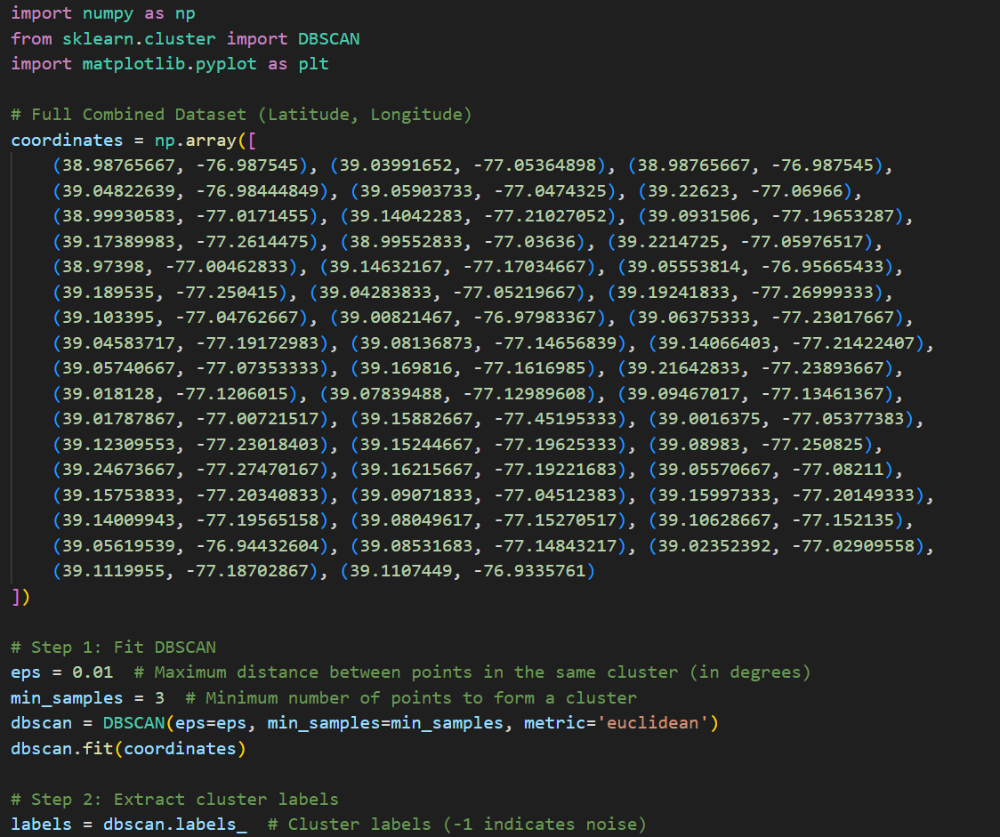 import numpy as np
from sklearn.cluster import DBSCAN
import matplotlib.pyplot as plt

# Full Combined Dataset (Latitude, Longitude)
coordinates = np.array([
    (38.98765667, -76.987545), (39.03991652, -77.05364898), (38.98765667, -76.987545),
    (39.04822639, -76.98444849), (39.05903733, -77.0474325), (39.22623, -77.06966),
    (38.99930583, -77.0171455), (39.14042283, -77.21027052), (39.0931506, -77.19653287),
    (39.17389983, -77.2614475), (38.99552833, -77.03636), (39.2214725, -77.05976517),
    (38.97398, -77.00462833), (39.14632167, -77.17034667), (39.05553814, -76.95665433),
    (39.189535, -77.250415), (39.04283833, -77.05219667), (39.19241833, -77.26999333),
    (39.103395, -77.04762667), (39.00821467, -76.97983367), (39.06375333, -77.23017667),
    (39.04583717, -77.19172983), (39.08136873, -77.14656839), (39.14066403, -77.21422407),
    (39.05740667, -77.07353333), (39.169816, -77.1616985), (39.21642833, -77.23893667),
    (39.018128, -77.1206015), (39.07839488, -77.12989608), (39.09467017, -77.13461367),
    (39.01787867, -77.00721517), (39.15882667, -77.45195333), (39.0016375, -77.05377383),
    (39.12309553, -77.23018403), (39.15244667, -77.19625333), (39.08983, -77.250825),
    (39.24673667, -77.27470167), (39.16215667, -77.19221683), (39.05570667, -77.08211),
    (39.15753833, -77.20340833), (39.09071833, -77.04512383), (39.15997333, -77.20149333),
    (39.14009943, -77.19565158), (39.08049617, -77.15270517), (39.10628667, -77.152135),
    (39.05619539, -76.94432604), (39.08531683, -77.14843217), (39.02352392, -77.02909558),
    (39.1119955, -77.18702867), (39.1107449, -76.9335761)
])

# Step 1: Fit DBSCAN
eps = 0.01  # Maximum distance between points in the same cluster (in degrees)
min_samples = 3  # Minimum number of points to form a cluster
dbscan = DBSCAN(eps=eps, min_samples=min_samples, metric='euclidean')
dbscan.fit(coordinates)

# Step 2: Extract cluster labels
labels = dbscan.labels_  # Cluster labels (-1 indicates noise)